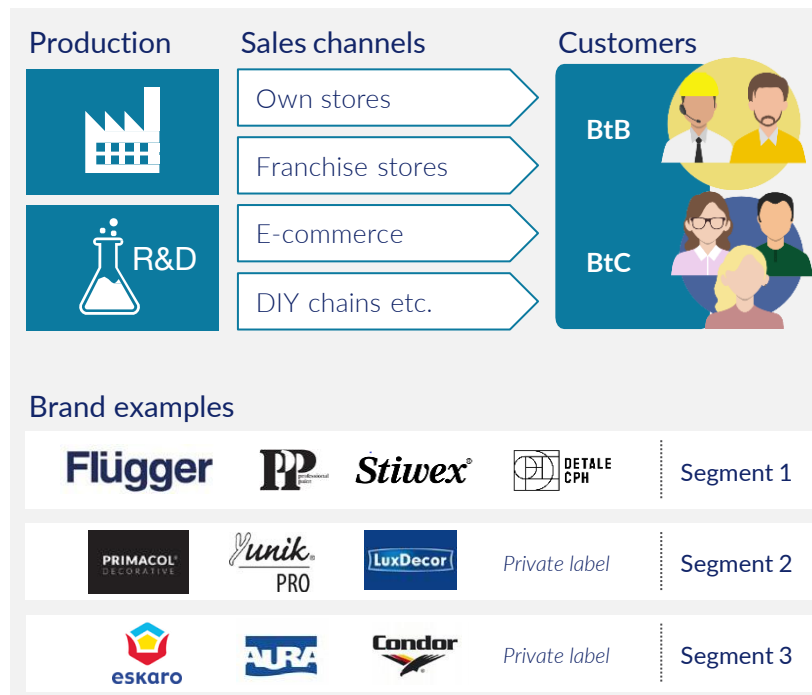 Production
Sales channels
Customers
Own stores
Franchise stores
E-commerce
DIY chains etc.
R&D
BtB
BtC
Brand examples
Flügger
PP professional paint
Stiwex®
DETALE
CPH
Segment 1
PRIMACOL®
DECORATIVE
Yunik®
PRO
LuxDecor
Private label
Segment 2
eskaro
AURA
Condor®
Private label
Segment 3